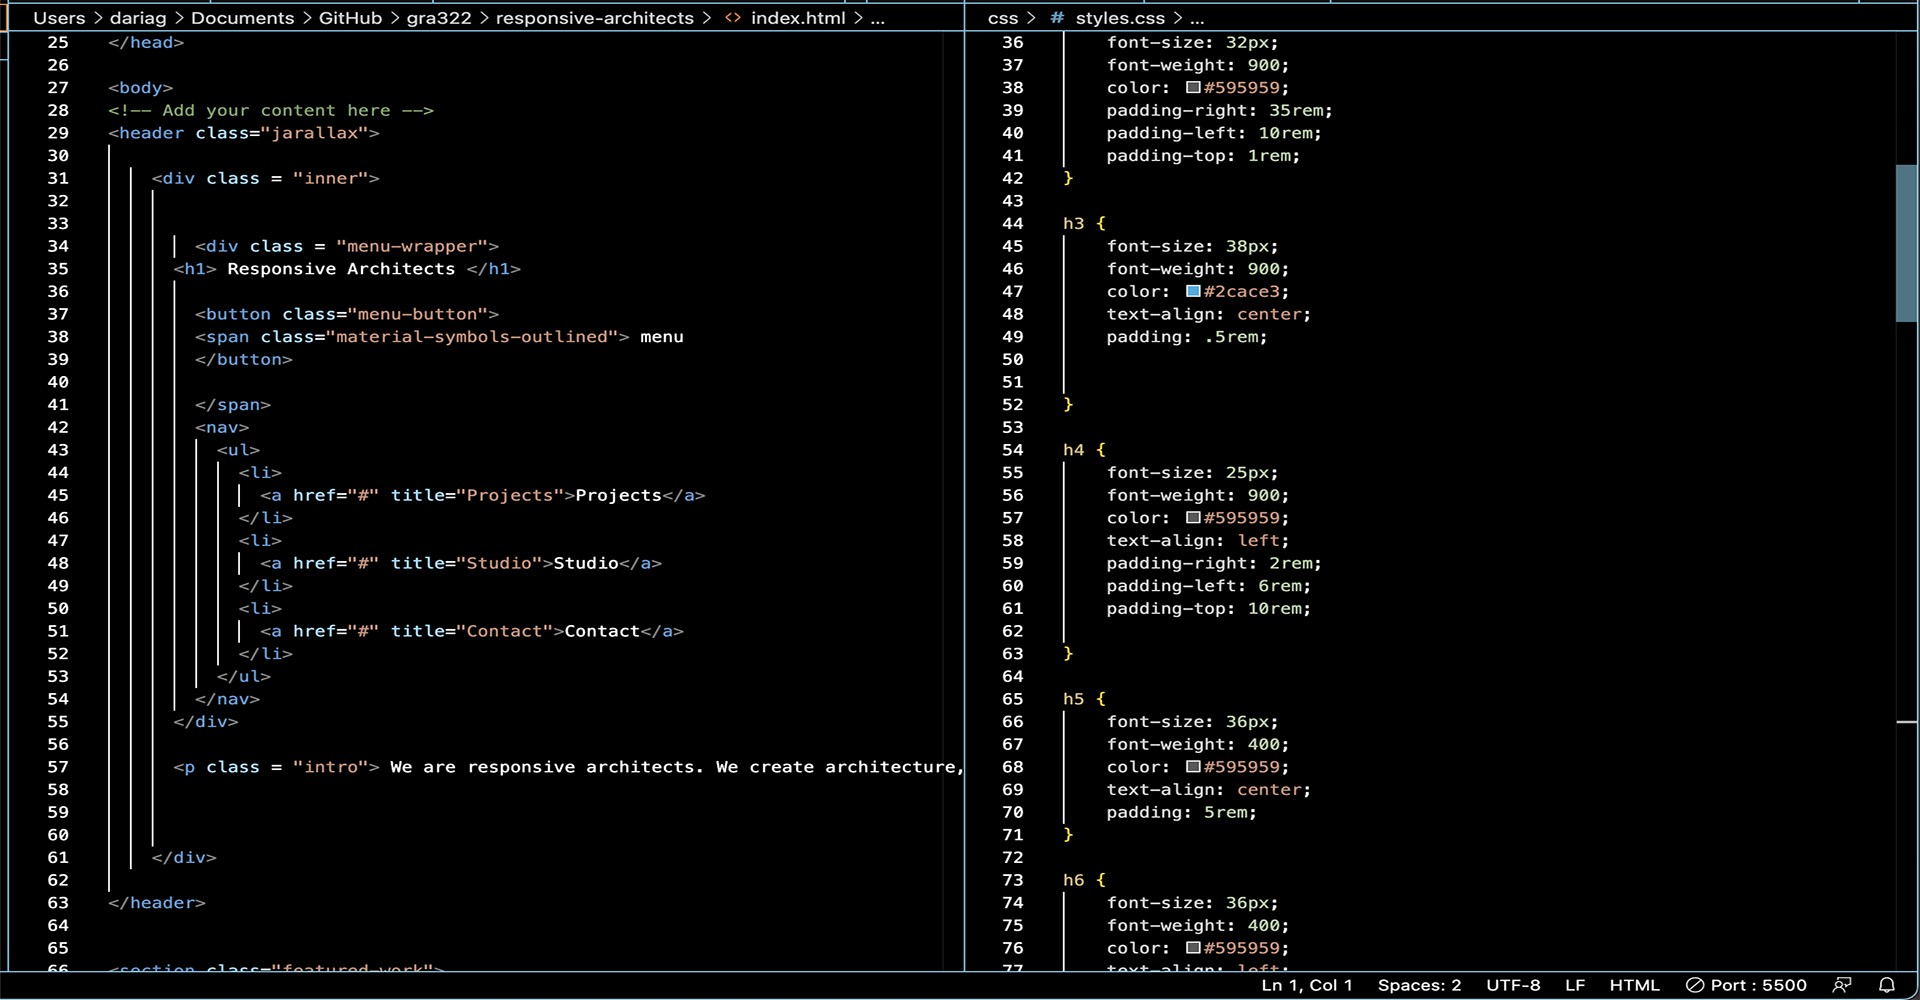 Users > dariag > Documents > GitHub > gra322 > responsive-architects > <> index.html > ...
25 </head>
26
27 <body>
28 <!-- Add your content here -->
29 <header class="jarallax">
30
31 <div class = "inner">
32
33
34 <div class = "menu-wrapper">
35 <h1> Responsive Architects </h1>
36
37 <button class="menu-button">
38 <span class="material-symbols-outlined"> menu
39 </button>
40
41 </span>
42 <nav>
43 <ul>
44 <li>
45 <a href="#" title="Projects">Projects</a>
46 </li>
47 <li>
48 <a href="#" title="Studio">Studio</a>
49 </li>
50 <li>
51 <a href="#" title="Contact">Contact</a>
52 </li>
53 </ul>
54 </nav>
55 </div>
56
57 <p class = "intro"> We are responsive architects. We create architecture,
58
59
60
61 </div>
62
63 </header>
64
65
66 <section class="featured-work">
css > # styles.css > ...
36 font-size: 32px;
37 font-weight: 900;
38 color: #595959;
39 padding-right: 35rem;
40 padding-left: 10rem;
41 padding-top: 1rem;
42 }
43
44 h3 {
45 font-size: 38px;
46 font-weight: 900;
47 color: #2cace3;
48 text-align: center;
49 padding: .5rem;
50
51
52 }
53
54 h4 {
55 font-size: 25px;
56 font-weight: 900;
57 color: #595959;
58 text-align: left;
59 padding-right: 2rem;
60 padding-left: 6rem;
61 padding-top: 10rem;
62
63 }
64
65 h5 {
66 font-size: 36px;
67 font-weight: 400;
68 color: #595959;
69 text-align: center;
70 padding: 5rem;
71 }
72
73 h6 {
74 font-size: 36px;
75 font-weight: 400;
76 color: #595959;
77 text-align: left;
Ln 1, Col 1 Spaces: 2 UTF-8 LF HTML Port : 5500